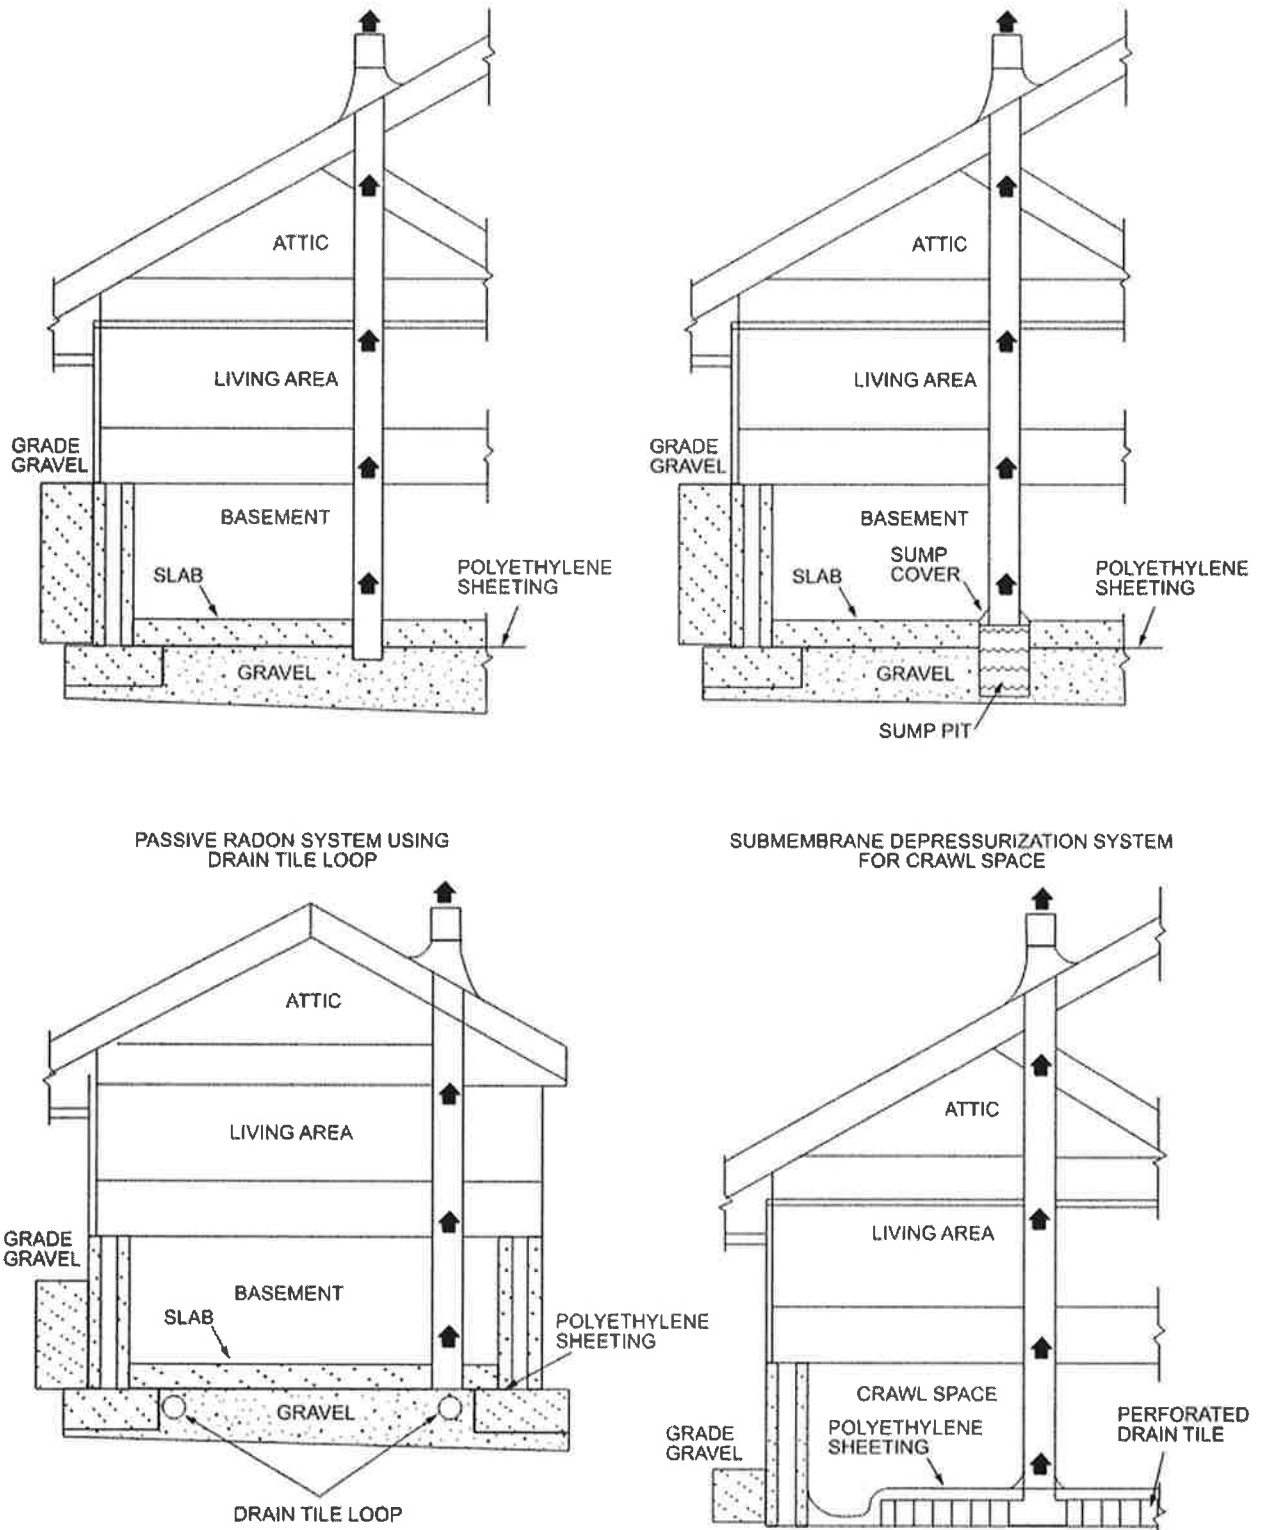 ATTIC
LIVING AREA
GRADE
GRAVEL
BASEMENT
SLAB
POLYETHYLENE
SHEETING
GRAVEL
ATTIC
LIVING AREA
GRADE
GRAVEL
BASEMENT
SUMP
COVER
SLAB
POLYETHYLENE
SHEETING
GRAVEL
SUMP PIT
PASSIVE RADON SYSTEM USING
DRAIN TILE LOOP
ATTIC
LIVING AREA
GRADE
GRAVEL
BASEMENT
SLAB
POLYETHYLENE
SHEETING
GRAVEL
DRAIN TILE LOOP
SUBMEMBRANE DEPRESSURIZATION SYSTEM
FOR CRAWL SPACE
ATTIC
LIVING AREA
CRAWL SPACE
POLYETHYLENE
SHEETING
PERFORATED
DRAIN TILE
GRADE
GRAVEL